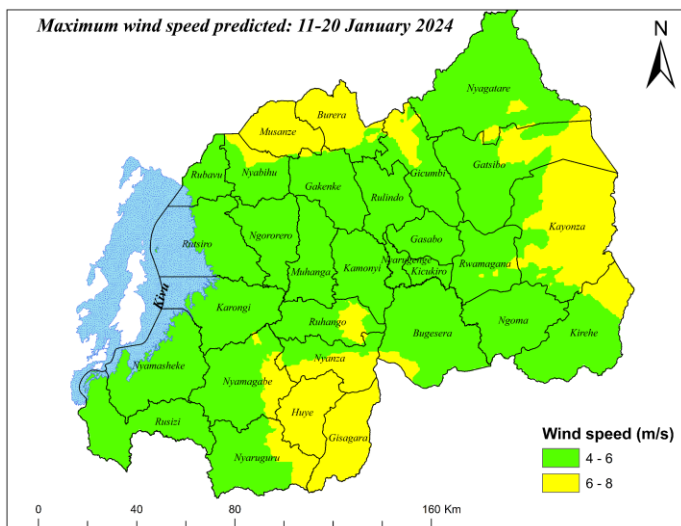 Maximum wind speed predicted: 11-20 January 2024
N
Nyagatare
Burera
Musanze
Gatsibo
Rubavu
Nyabihu
Gicumbi
Gakenke
Rulindo
Kayonza
Rutsiro
Ngororero
Gasabo
Nyarugenge
Rwamagana
Kicukiro
Muhanga
Kamonyi
Kivu
Karongi
Ruhango
Ngoma
Bugesera
Kirehe
Nyanza
Nyamasheke
Nyamagabe
Huye
Rusizi
Gisagara
Nyaruguru
Wind speed (m/s)
4 - 6
6 - 8
0 40 80 160 Km